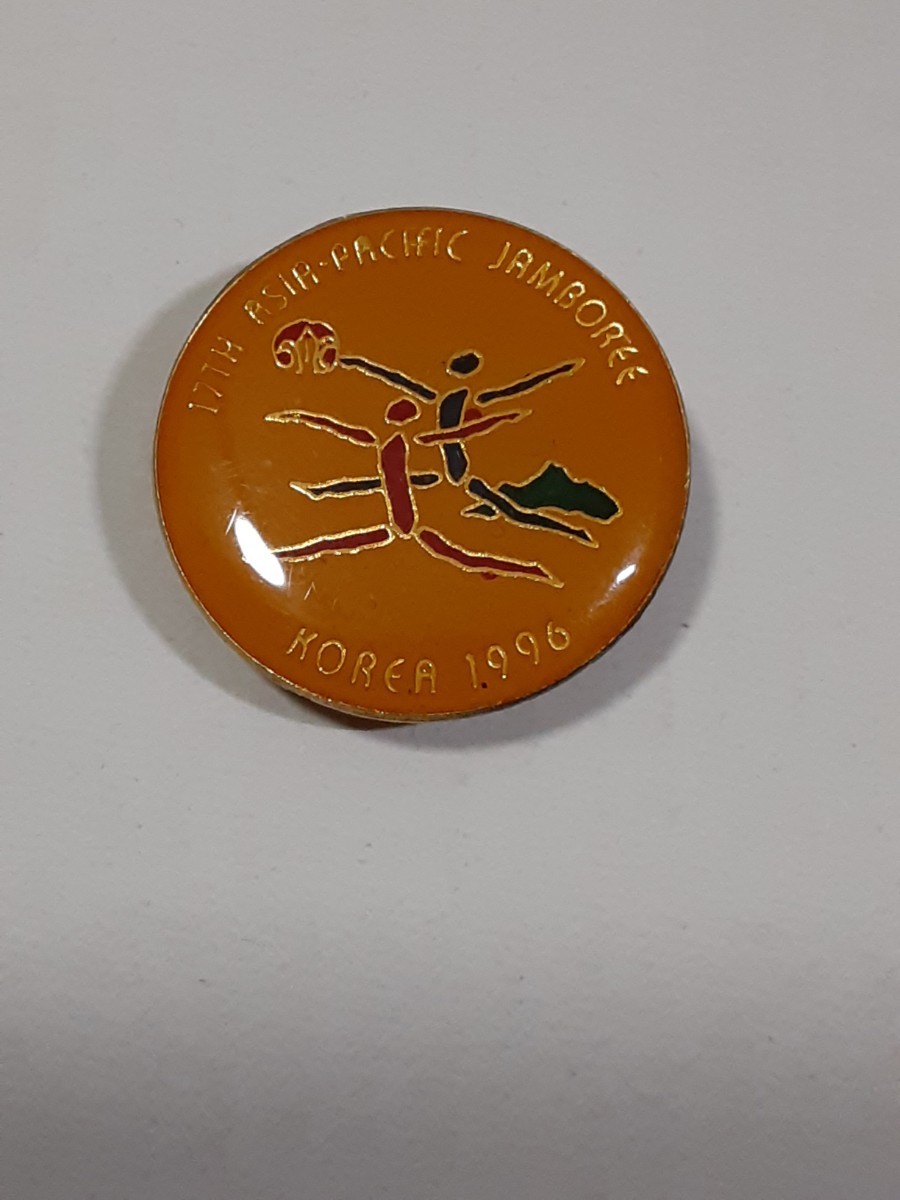 17TH ASIA-PACIFIC JAMBOREE
KOREA 1996